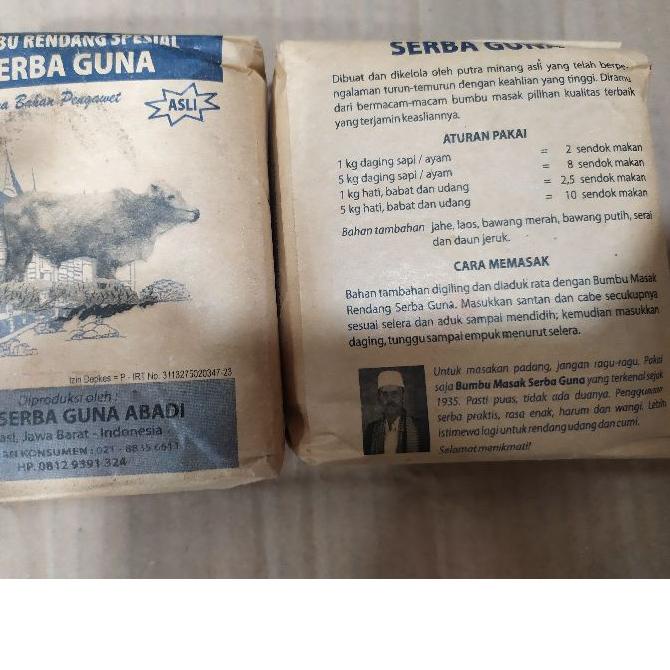 BU RENDANG SPESIAL
ERBA GUNA
a Bahan Pengawet
ASLI
Izin Depkes = P - IRT No. 3113275020347-23
Diproduksi oleh :
SERBA GUNA ABADI
asi, Jawa Barat - Indonesia
AN KONSUMEN : 021 - 8835 6611
HP. 0812 9391 324
SERBA GUNA
Dibuat dan dikelola oleh putra minang asli yang telah berpe
ngalaman turun-temurun dengan keahlian yang tinggi. Diramu
dari bermacam-macam bumbu masak pilihan kualitas terbaik
yang terjamin keasliannya.
ATURAN PAKAI
1 kg daging sapi / ayam = 2 sendok makan
5 kg daging sapi / ayam = 8 sendok makan
1 kg hati, babat dan udang = 2,5 sendok makan
5 kg hati, babat dan udang = 10 sendok makan
Bahan tambahan jahe, laos, bawang merah, bawang putih, serai
dan daun jeruk.
CARA MEMASAK
Bahan tambahan digiling dan diaduk rata dengan Bumbu Masak
Rendang Serba Guna. Masukkan santan dan cabe secukupnya
sesuai selera dan aduk sampai mendidih; kemudian masukkan
daging, tunggu sampai empuk menurut selera.
Untuk masakan padang, jangan ragu-ragu. Pakai
saja Bumbu Masak Serba Guna yang terkenal sejak
1935. Pasti puas, tidak ada duanya. Penggunaan
serba praktis, rasa enak, harum dan wangi. Lebih
istimewa lagi untuk rendang udang dan cumi.
Selamat menikmati!